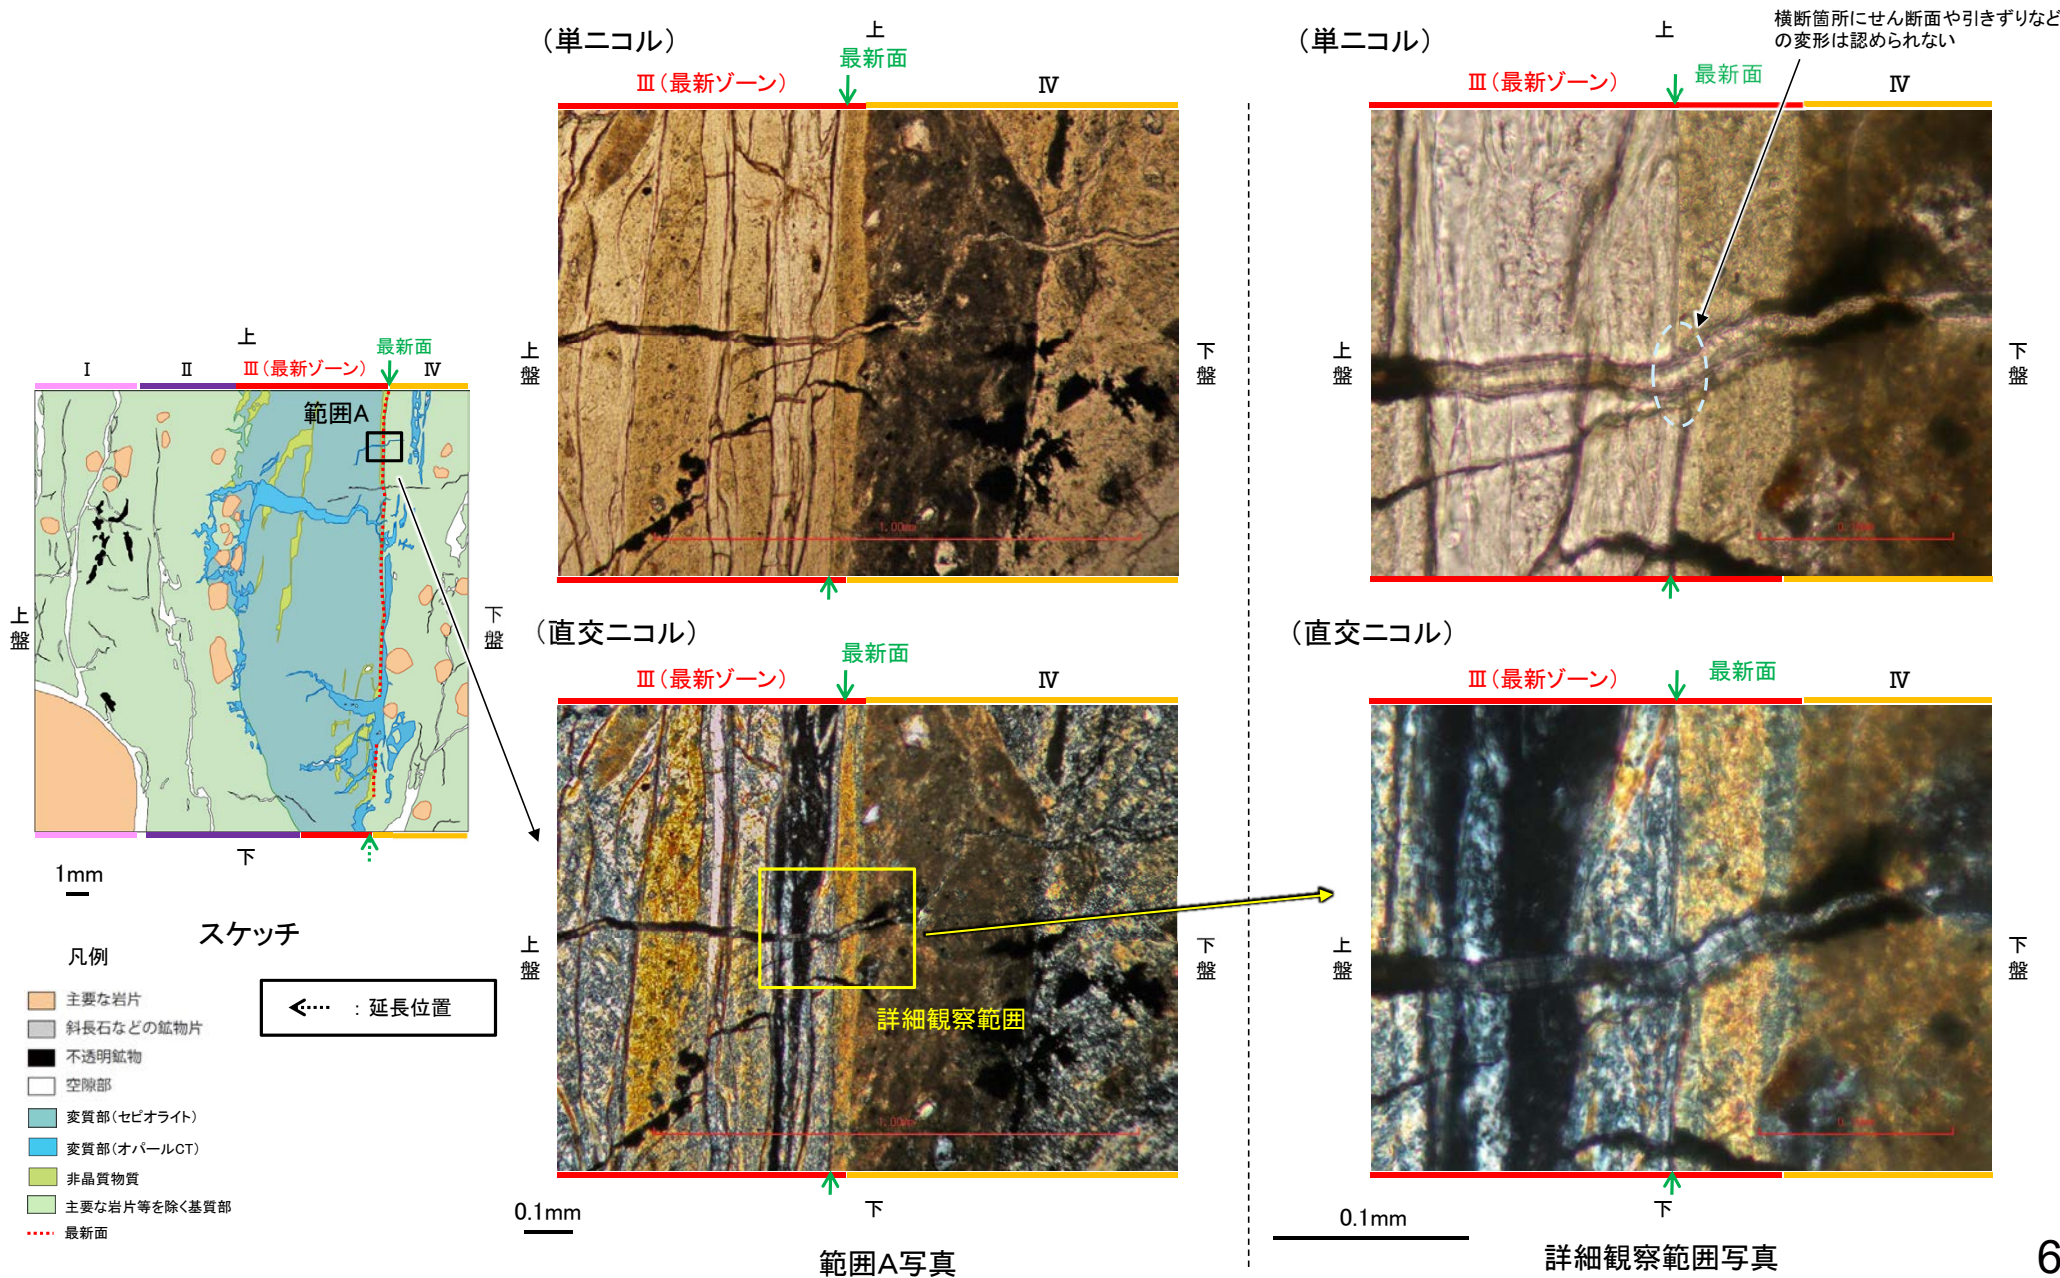 上
最新面
Ⅰ
Ⅱ
Ⅲ(最新ゾーン)
Ⅳ
範囲A
上盤
下盤
下
1mm
スケッチ
凡例
主要な岩片
斜長石などの鉱物片
不透明鉱物
空隙部
変質部(セピオライト)
変質部(オパールCT)
非晶質物質
主要な岩片等を除く基質部
最新面
:延長位置
(単ニコル)
上
最新面
Ⅲ(最新ゾーン)
Ⅳ
上盤
下盤
1.00mm
(直交ニコル)
最新面
Ⅲ(最新ゾーン)
Ⅳ
上盤
下盤
詳細観察範囲
1.00mm
下
0.1mm
範囲A写真
(単ニコル)
上
横断箇所にせん断面や引きずりなど
の変形は認められない
最新面
Ⅲ(最新ゾーン)
Ⅳ
上盤
下盤
(直交ニコル)
最新面
Ⅲ(最新ゾーン)
Ⅳ
上盤
下盤
下
0.1mm
詳細観察範囲写真
6